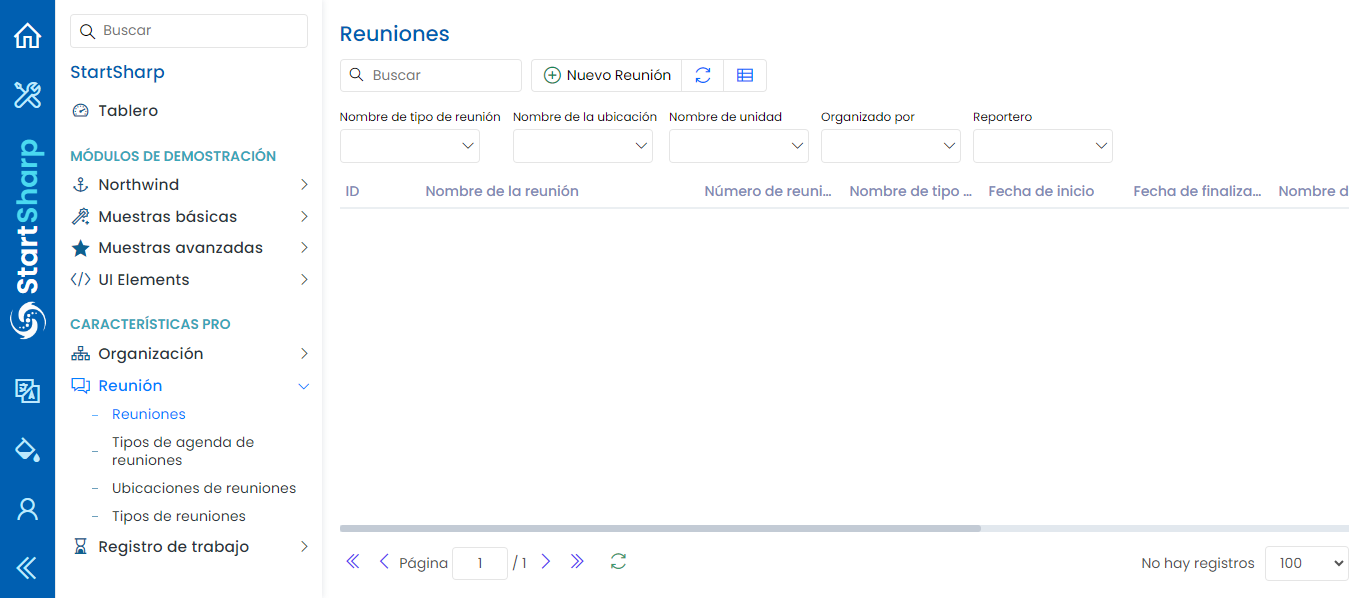 StartSharp
Buscar
StartSharp
Tablero
MÓDULOS DE DEMOSTRACIÓN
Northwind
Muestras básicas
Muestras avanzadas
UI Elements
CARACTERÍSTICAS PRO
Organización
Reunión
Reuniones
Tipos de agenda de
reuniones
Ubicaciones de reuniones
Tipos de reuniones
Registro de trabajo
Reuniones
Buscar
Nuevo Reunión
Nombre de tipo de reunión Nombre de la ubicación Nombre de unidad Organizado por Reportero
ID Nombre de la reunión Número de reuni... Nombre de tipo ... Fecha de inicio Fecha de finaliza... Nombre d
Página 1 / 1 No hay registros 100